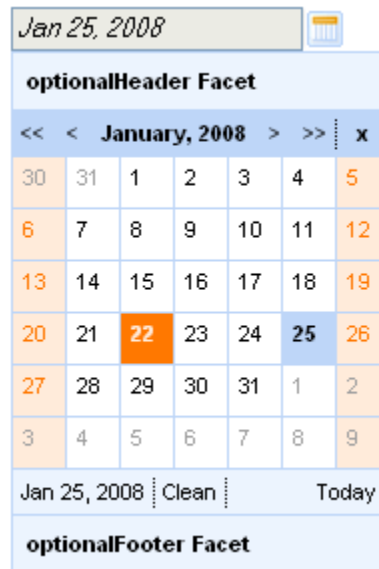 Jan 25, 2008
optionalHeader Facet
<< < January, 2008 > >> x
30 31 1 2 3 4 5
6 7 8 9 10 11 12
13 14 15 16 17 18 19
20 21 22 23 24 25 26
27 28 29 30 31 1 2
3 4 5 6 7 8 9
Jan 25, 2008 Clean Today
optionalFooter Facet